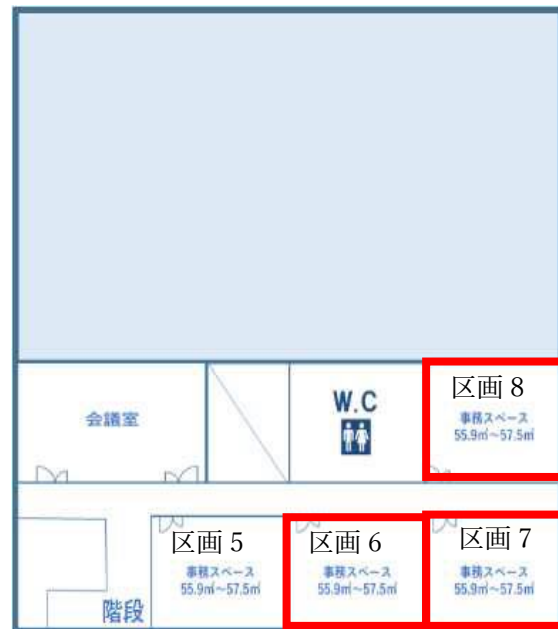 区画８
会議室
W.C
事務スペース
55.9㎡～57.5㎡
区画５
区画６
区画７
事務スペース
55.9㎡～57.5㎡
事務スペース
55.9㎡～57.5㎡
事務スペース
55.9㎡～57.5㎡
階段